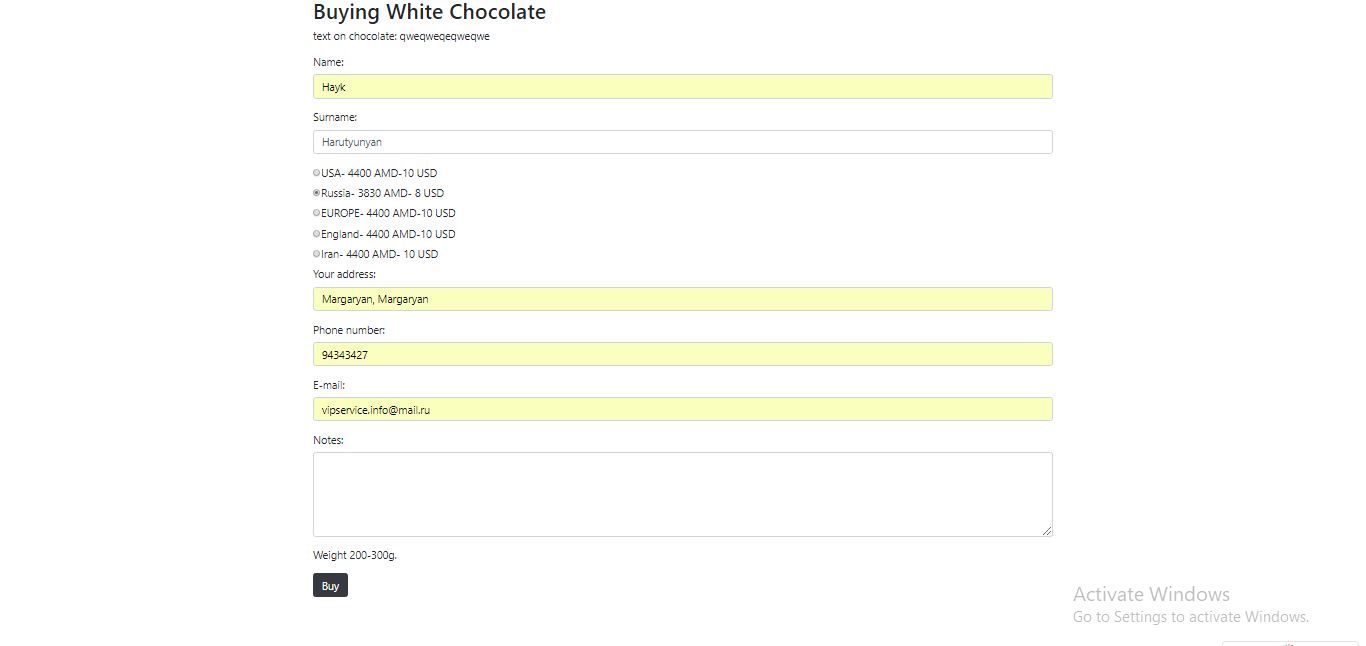 Buying White Chocolate
text on chocolate: qweqweqeqweqwe
Name:
Hayk
Surname:
Harutyunyan
USA- 4400 AMD-10 USD
Russia- 3830 AMD- 8 USD
EUROPE- 4400 AMD-10 USD
England- 4400 AMD-10 USD
Iran- 4400 AMD- 10 USD
Your address:
Margaryan, Margaryan
Phone number:
94343427
E-mail:
vipservice.info@mail.ru
Notes:
Weight 200-300g.
Buy
Activate Windows
Go to Settings to activate Windows.